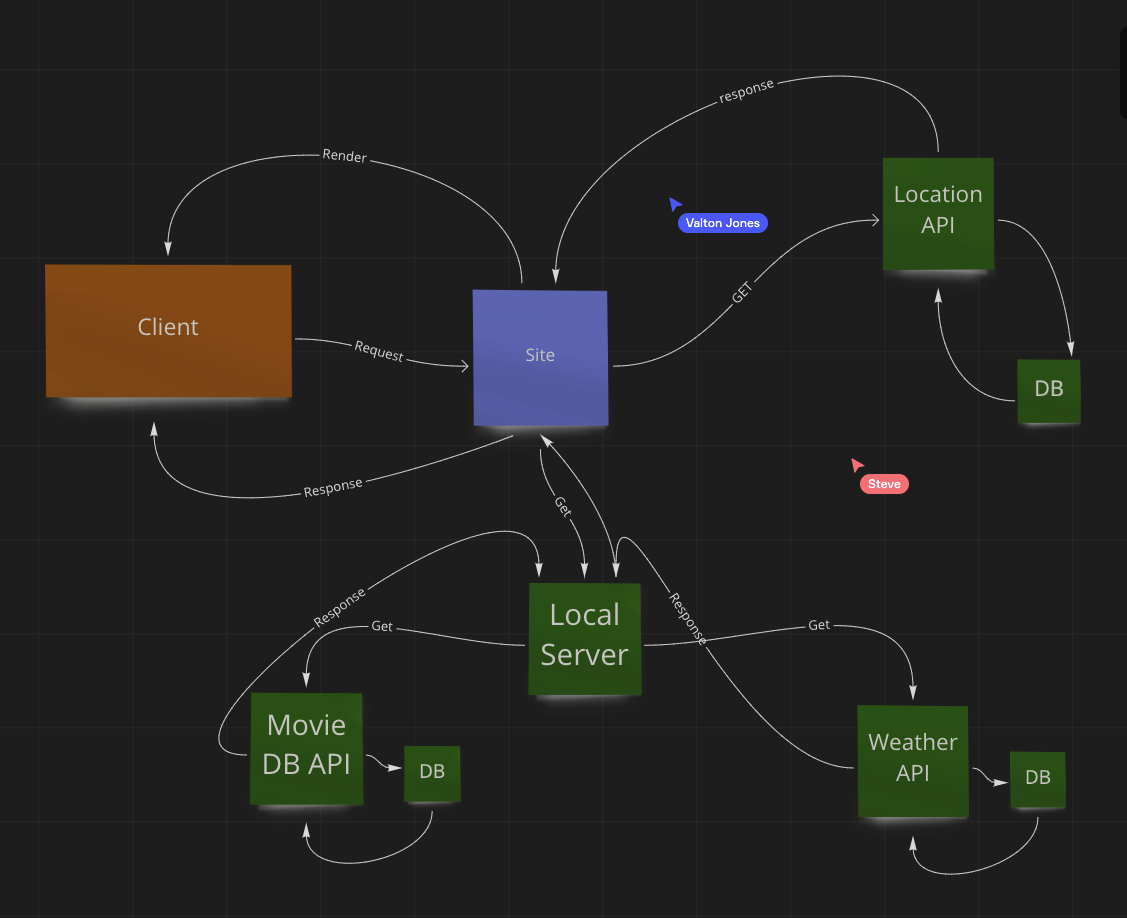 response
Render
Location
API
Valton Jones
GET
Client
Request
Site
DB
Steve
Response
Get
Response
Local
Server
Get
Response
Get
Movie
DB API
DB
Weather
API
DB